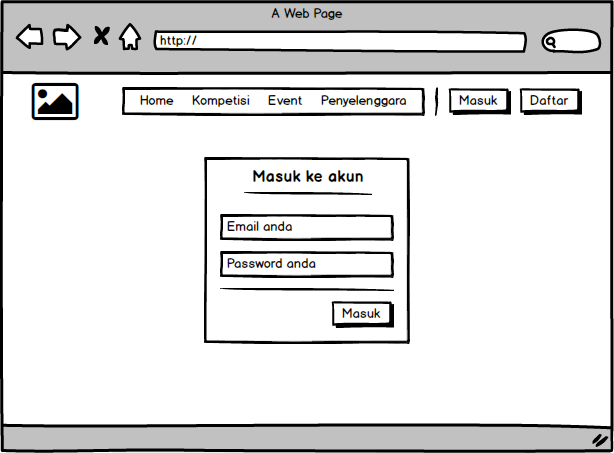 A Web Page
http://
Home Kompetisi Event Penyelenggara Masuk Daftar
Masuk ke akun
Email anda
Password anda
Masuk